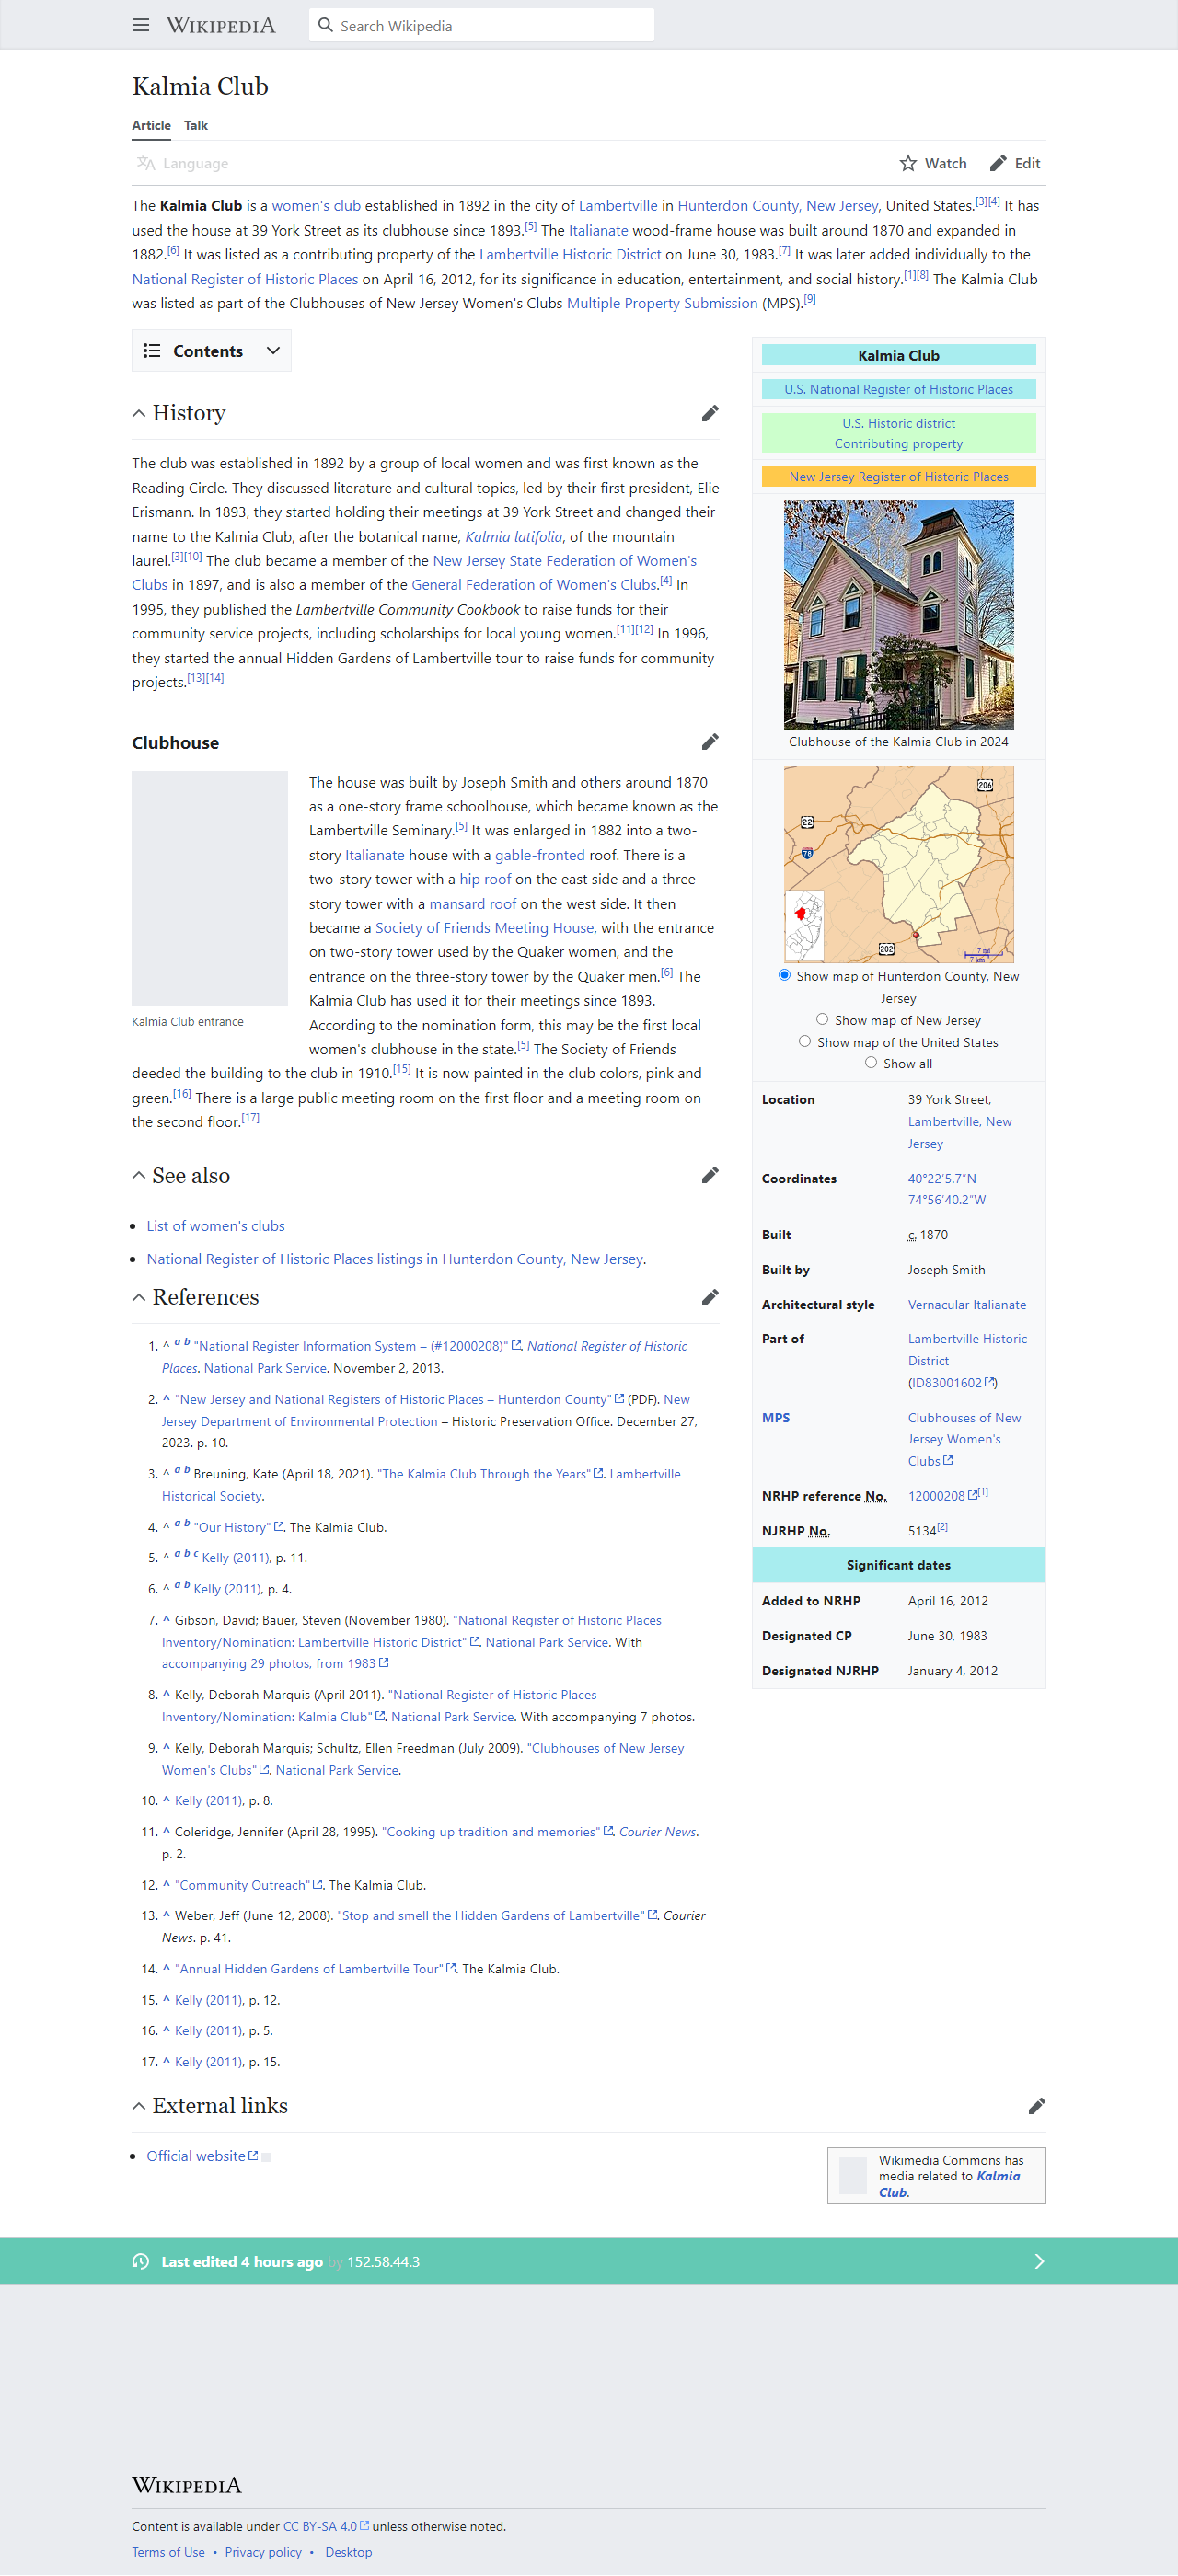 WIKIPEDIA
Search Wikipedia
Kalmia Club
Article Talk
Language
Watch
Edit
The Kalmia Club is a women's club established in 1892 in the city of Lambertville in Hunterdon County, New Jersey, United States.[3][4] It has
used the house at 39 York Street as its clubhouse since 1893.[5] The Italianate wood-frame house was built around 1870 and expanded in
1882.[6] It was listed as a contributing property of the Lambertville Historic District on June 30, 1983.[7] It was later added individually to the
National Register of Historic Places on April 16, 2012, for its significance in education, entertainment, and social history.[1][8] The Kalmia Club
was listed as part of the Clubhouses of New Jersey Women's Clubs Multiple Property Submission (MPS).[9]
Contents
History
The club was established in 1892 by a group of local women and was first known as the
Reading Circle. They discussed literature and cultural topics, led by their first president, Elie
Erismann. In 1893, they started holding their meetings at 39 York Street and changed their
name to the Kalmia Club, after the botanical name, Kalmia latifolia, of the mountain
laurel.[3][10] The club became a member of the New Jersey State Federation of Women's
Clubs in 1897, and is also a member of the General Federation of Women's Clubs.[4] In
1995, they published the Lambertville Community Cookbook to raise funds for their
community service projects, including scholarships for local young women.[11][12] In 1996,
they started the annual Hidden Gardens of Lambertville tour to raise funds for community
projects.[13][14]
Clubhouse
Kalmia Club entrance
The house was built by Joseph Smith and others around 1870
as a one-story frame schoolhouse, which became known as the
Lambertville Seminary.[5] It was enlarged in 1882 into a two-
story Italianate house with a gable-fronted roof. There is a
two-story tower with a hip roof on the east side and a three-
story tower with a mansard roof on the west side. It then
became a Society of Friends Meeting House, with the entrance
on two-story tower used by the Quaker women, and the
entrance on the three-story tower by the Quaker men.[6] The
Kalmia Club has used it for their meetings since 1893.
According to the nomination form, this may be the first local
women's clubhouse in the state.[5] The Society of Friends
deeded the building to the club in 1910.[15] It is now painted in the club colors, pink and
green.[16] There is a large public meeting room on the first floor and a meeting room on
the second floor.[17]
See also
List of women's clubs
National Register of Historic Places listings in Hunterdon County, New Jersey.
References
1. ^ a b "National Register Information System – (#12000208)". National Register of Historic
Places. National Park Service. November 2, 2013.
2. ^ "New Jersey and National Registers of Historic Places – Hunterdon County" (PDF). New
Jersey Department of Environmental Protection – Historic Preservation Office. December 27,
2023. p. 10.
3. ^ a b Breuning, Kate (April 18, 2021). "The Kalmia Club Through the Years". Lambertville
Historical Society.
4. ^ a b "Our History". The Kalmia Club.
5. ^ a b c Kelly (2011), p. 11.
6. ^ a b Kelly (2011), p. 4.
7. ^ Gibson, David; Bauer, Steven (November 1980). "National Register of Historic Places
Inventory/Nomination: Lambertville Historic District". National Park Service. With
accompanying 29 photos, from 1983
8. ^ Kelly, Deborah Marquis (April 2011). "National Register of Historic Places
Inventory/Nomination: Kalmia Club". National Park Service. With accompanying 7 photos.
9. ^ Kelly, Deborah Marquis; Schultz, Ellen Freedman (July 2009). "Clubhouses of New Jersey
Women's Clubs". National Park Service.
10. ^ Kelly (2011), p. 8.
11. ^ Coleridge, Jennifer (April 28, 1995). "Cooking up tradition and memories". Courier News.
p. 2.
12. ^ "Community Outreach". The Kalmia Club.
13. ^ Weber, Jeff (June 12, 2008). "Stop and smell the Hidden Gardens of Lambertville". Courier
News. p. 41.
14. ^ "Annual Hidden Gardens of Lambertville Tour". The Kalmia Club.
15. ^ Kelly (2011), p. 12.
16. ^ Kelly (2011), p. 5.
17. ^ Kelly (2011), p. 15.
Kalmia Club
U.S. National Register of Historic Places
U.S. Historic district
Contributing property
New Jersey Register of Historic Places
Clubhouse of the Kalmia Club in 2024
206
22
78
202
7 mi
7 km
Show map of Hunterdon County, New
Jersey
Show map of New Jersey
Show map of the United States
Show all
Location 39 York Street,
Lambertville, New
Jersey
Coordinates 40°22′5.7″N
74°56′40.2″W
Built c. 1870
Built by Joseph Smith
Architectural style Vernacular Italianate
Part of Lambertville Historic
District
(ID83001602)
MPS Clubhouses of New
Jersey Women's
Clubs
NRHP reference No. 12000208[1]
NJRHP No. 5134[2]
Significant dates
Added to NRHP April 16, 2012
Designated CP June 30, 1983
Designated NJRHP January 4, 2012
External links
Official website
Wikimedia Commons has
media related to Kalmia
Club.
Last edited 4 hours ago by 152.58.44.3
WIKIPEDIA
Content is available under CC BY-SA 4.0 unless otherwise noted.
Terms of Use • Privacy policy • Desktop